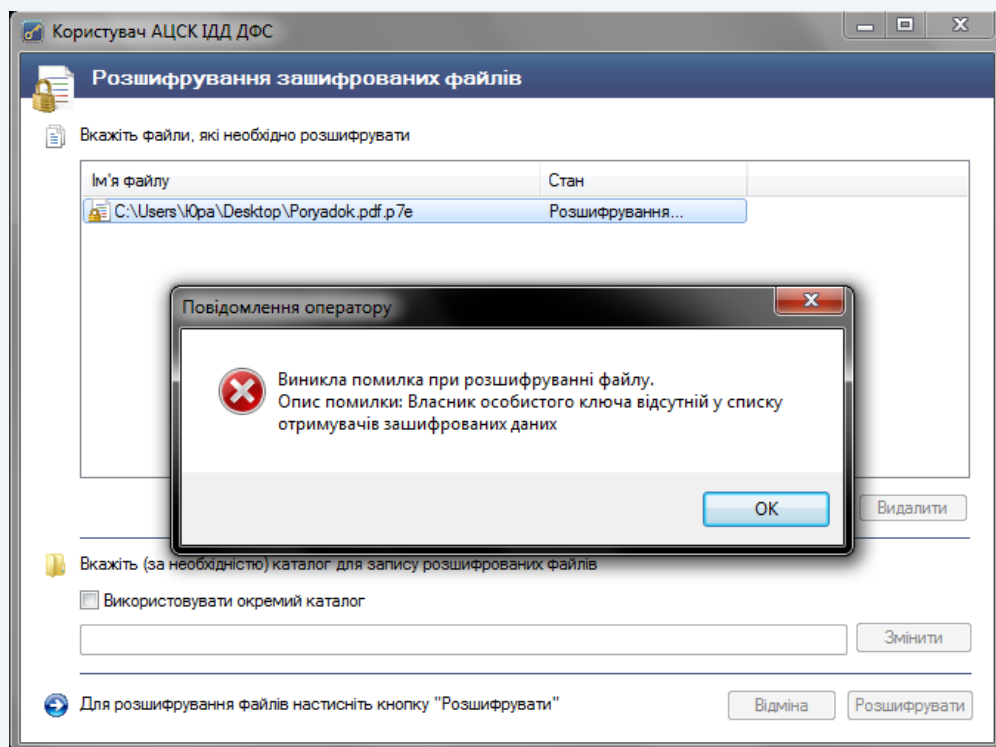 Користувач АЦСК ІДД ДФС
Розшифрування зашифрованих файлів
Вкажіть файли, які необхідно розшифрувати
Ім'я файлу Стан
C:\Users\Юра\Desktop\Poryadok.pdf.p7e Розшифрування...
Повідомлення оператору
Виникла помилка при розшифруванні файлу.
Опис помилки: Власник особистого ключа відсутній у списку
отримувачів зашифрованих даних
OK
Видалити
Вкажіть (за необхідністю) каталог для запису розшифрованих файлів
Використовувати окремий каталог
Змінити
Для розшифрування файлів настисніть кнопку "Розшифрувати"
Відміна
Розшифрувати